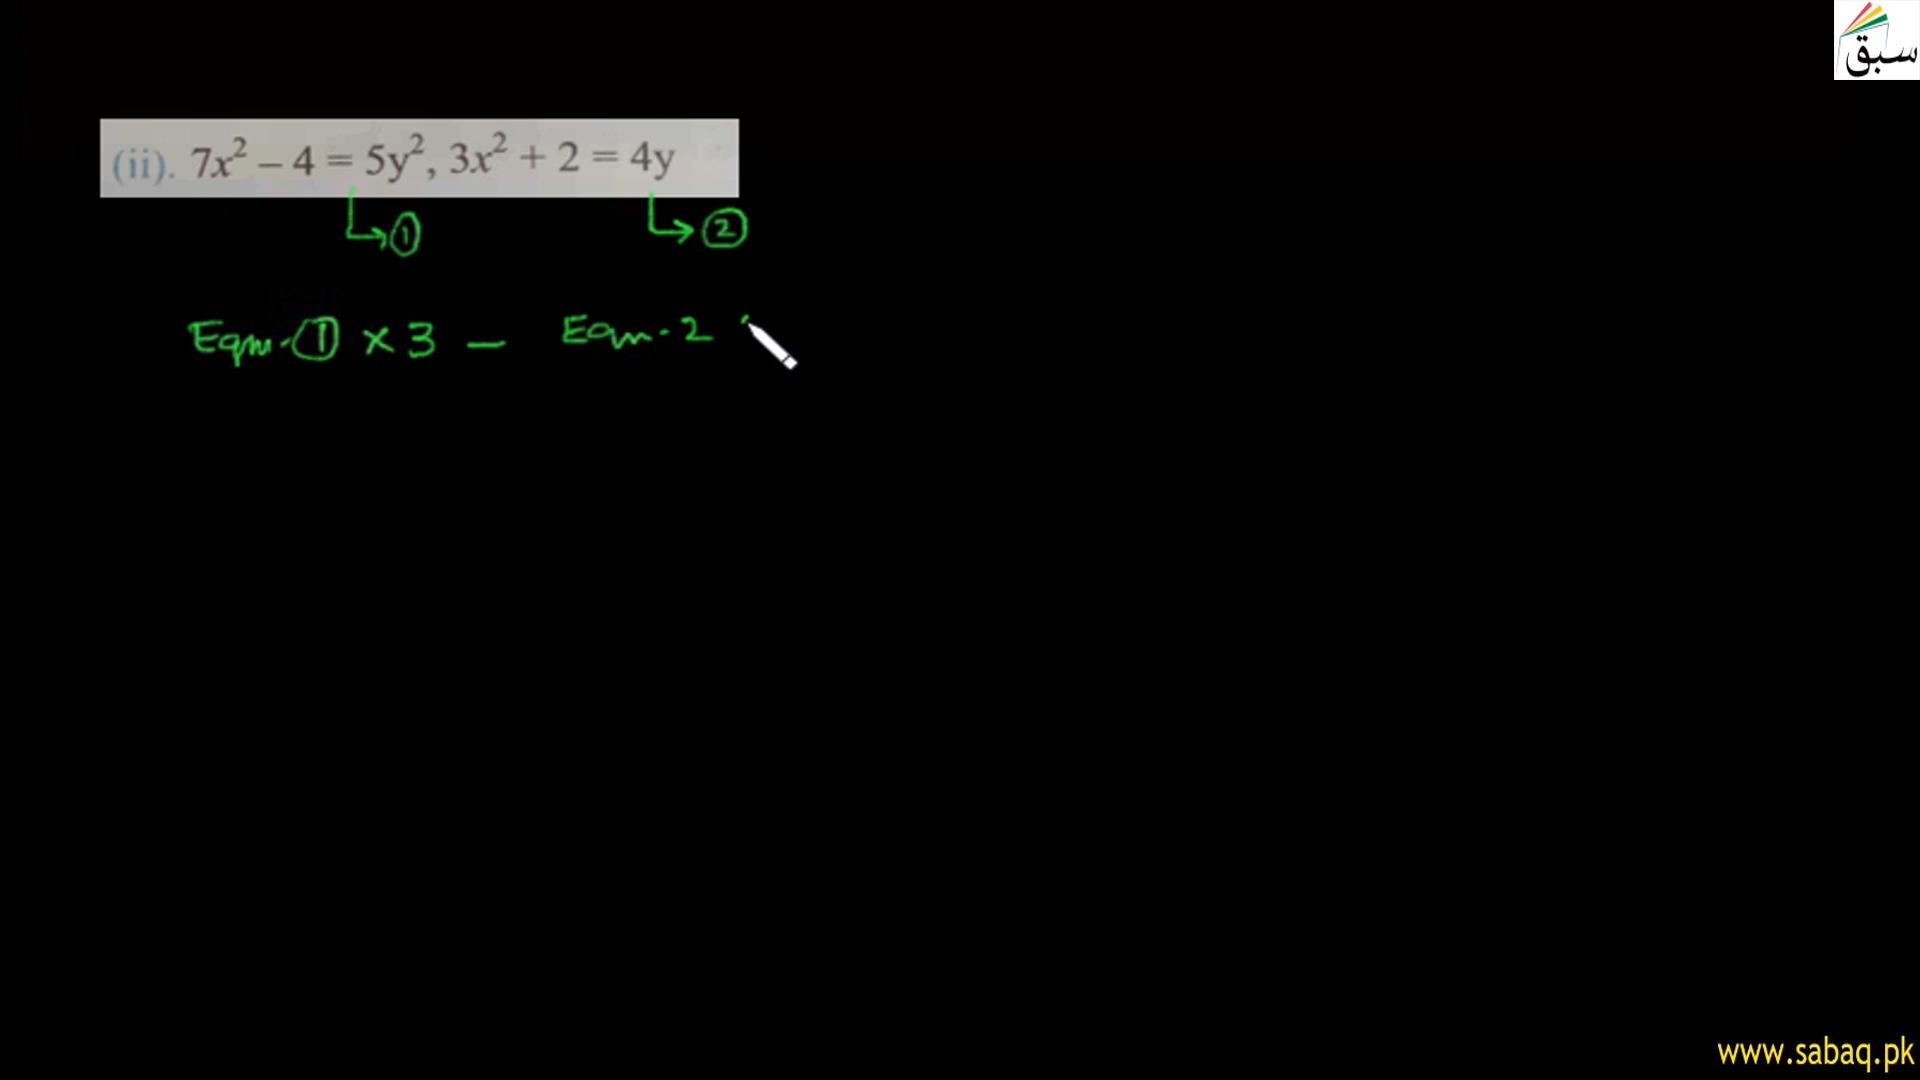 سبق
(ii). 7x² – 4 = 5y², 3x² + 2 = 4y
① ②
Eqn-① × 3 – Eqn-2
www.sabaq.pk